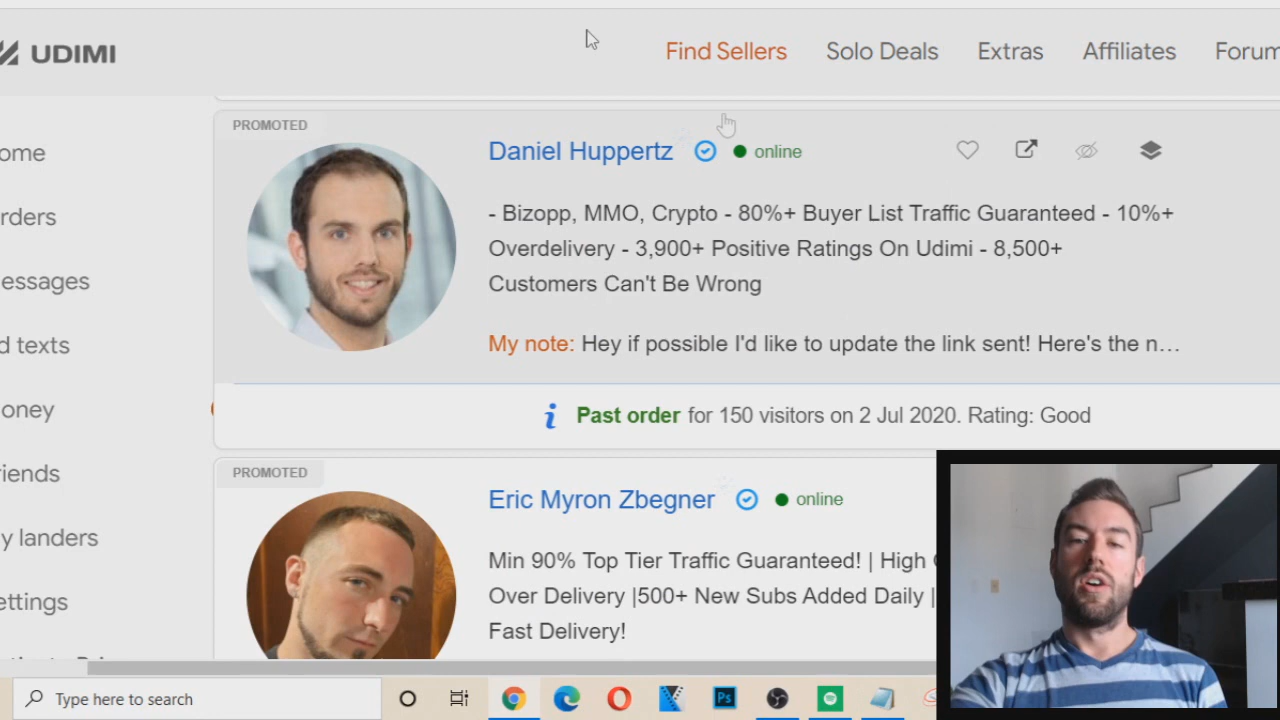 UDIMI
Find Sellers
Solo Deals
Extras
Affiliates
Forum
ome
rders
essages
d texts
oney
riends
y landers
ettings
PROMOTED
Daniel Huppertz
online
- Bizopp, MMO, Crypto - 80%+ Buyer List Traffic Guaranteed - 10%+
Overdelivery - 3,900+ Positive Ratings On Udimi - 8,500+
Customers Can't Be Wrong
My note: Hey if possible I'd like to update the link sent! Here's the n...
i Past order for 150 visitors on 2 Jul 2020. Rating: Good
PROMOTED
Eric Myron Zbegner
online
Min 90% Top Tier Traffic Guaranteed! | High
Over Delivery |500+ New Subs Added Daily |
Fast Delivery!
Type here to search
Ps